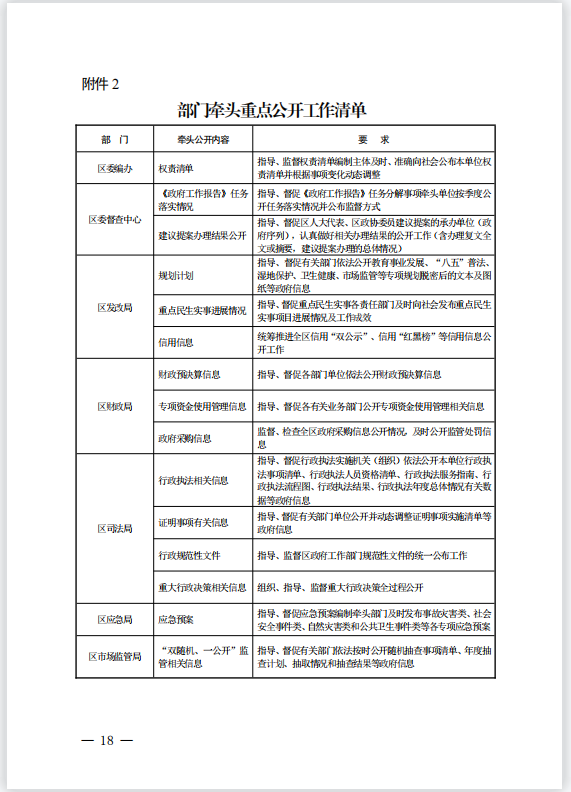 附件 2
部门牵头重点公开工作清单
部 门
牵头公开内容
要 求
区委编办
权责清单
指导、监督权责清单编制主体及时、准确向社会公布本单位权
责清单并根据事项变化动态调整
区委督查中心
《政府工作报告》任务
落实情况
指导、督促《政府工作报告》任务分解事项牵头单位按季度公
开任务落实情况并公布监督方式
建议提案办理结果公开
指导、督促区人大代表、区政协委员建议提案的承办单位（政
府序列），认真做好相关办理结果的公开工作（含办理复文全
文或摘要，建议提案办理的总体情况）
区发改局
规划计划
指导、督促有关部门依法公开教育事业发展、“八五”普法、
湿地保护、卫生健康、市场监管等专项规划脱密后的文本及图
纸等政府信息
重点民生实事进展情况
指导、督促重点民生实事各责任部门及时向社会发布重点民生
实事项目进展情况及工作成效
信用信息
统筹推进全区信用“双公示”、信用“红黑榜”等信用信息公
开工作
区财政局
财政预决算信息
指导、督促各部门单位依法公开财政预决算信息
专项资金使用管理信息
指导、督促各有关业务部门公开专项资金使用管理相关信息
政府采购信息
监督、检查全区政府采购信息公开情况，及时公开监管处罚信
息
区司法局
行政执法相关信息
指导、督促行政执法实施机关（组织）依法公开本单位行政执
法事项清单、行政执法人员资格清单、行政执法服务指南、行
政执法流程图、行政执法结果、行政执法年度总体情况有关数
据等政府信息
证明事项有关信息
指导、督促有关部门单位公开并动态调整证明事项实施清单等
政府信息
行政规范性文件
指导、监督区政府工作部门规范性文件的统一公布工作
重大行政决策相关信息
组织、指导、监督重大行政决策全过程公开
区应急局
应急预案
指导、督促应急预案编制牵头部门及时发布事故灾害类、社会
安全事件类、自然灾害类和公共卫生事件类等各专项应急预案
区市场监管局
“双随机、一公开”监
管相关信息
指导、督促有关部门依法按时公开随机抽查事项清单、年度抽
查计划、抽取情况和抽查结果等政府信息
— 18 —